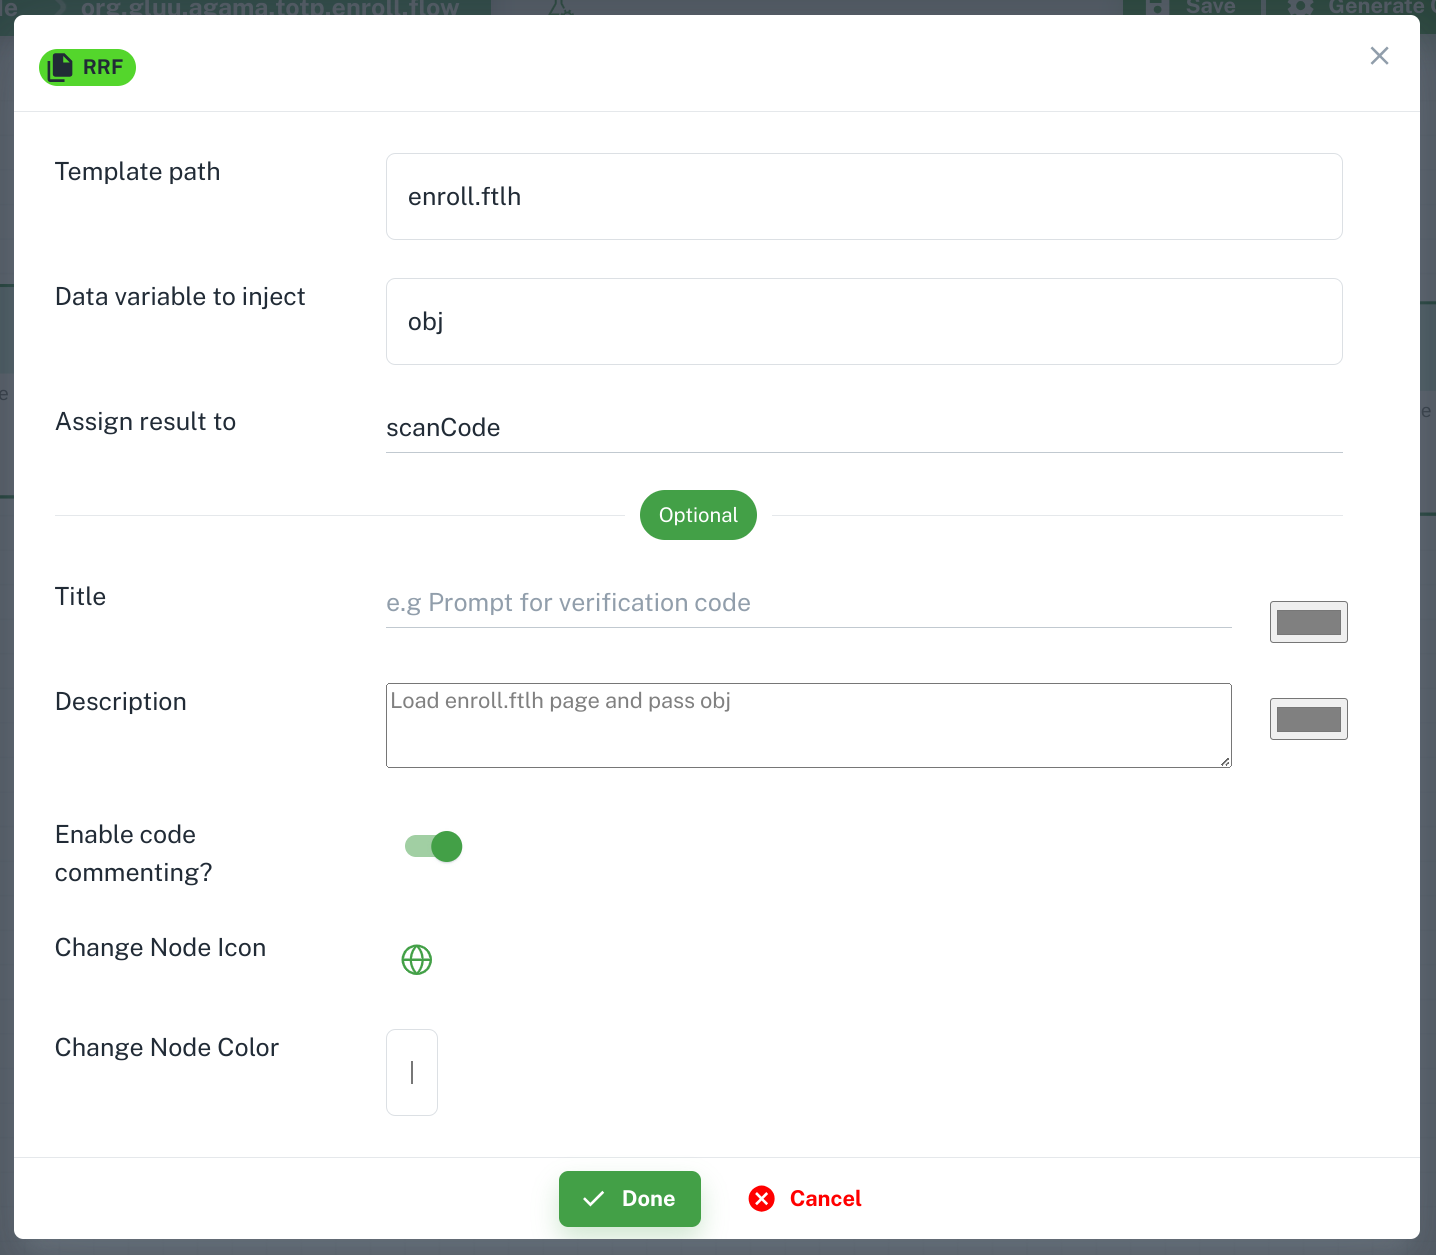 org.gluu.agama.totp.enroll.flow
Save
Generate
RRF
Template path
enroll.ftlh
Data variable to inject
obj
Assign result to
scanCode
Optional
Title
e.g Prompt for verification code
Description
Load enroll.ftlh page and pass obj
Enable code
commenting?
Change Node Icon
Change Node Color
Done
Cancel